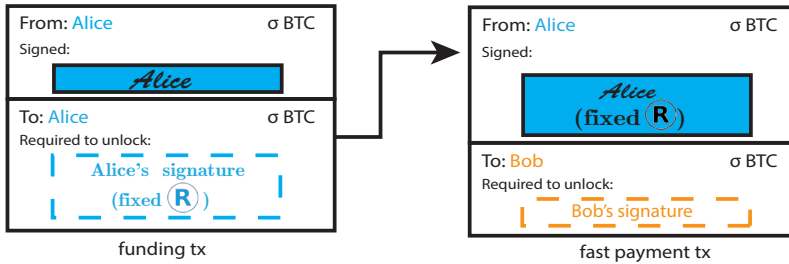 From: Alice σ BTC
Signed:
Alice
To: Alice σ BTC
Required to unlock:
Alice's signature
(fixed R )
funding tx
From: Alice σ BTC
Signed:
Alice
(fixed R )
To: Bob σ BTC
Required to unlock:
Bob's signature
fast payment tx